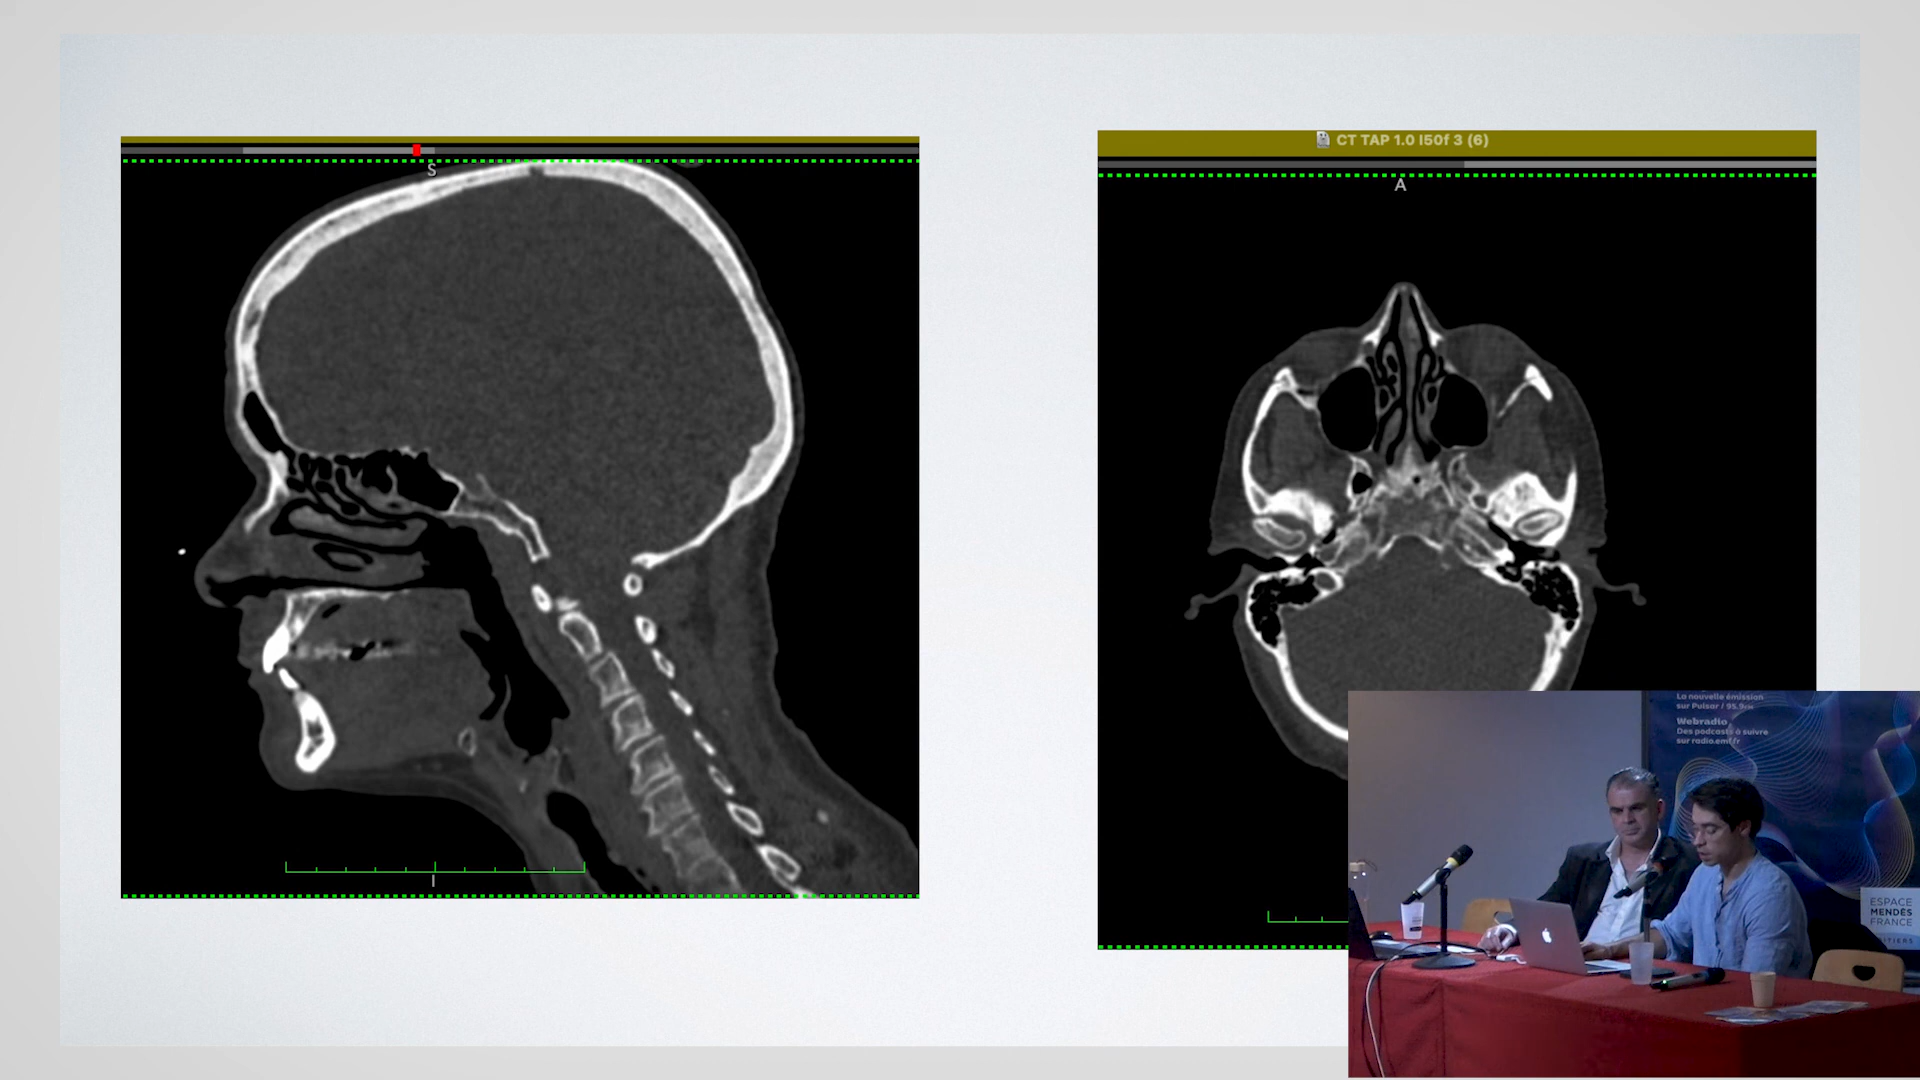 S
I
CT TAP 1.0 I50f 3 (6)
A
La nouvelle émission
sur Pulsar / 95.9
Webradio
Des podcasts à suivre
sur radio.emf.fr
ESPACE
MENDÈS
FRANCE